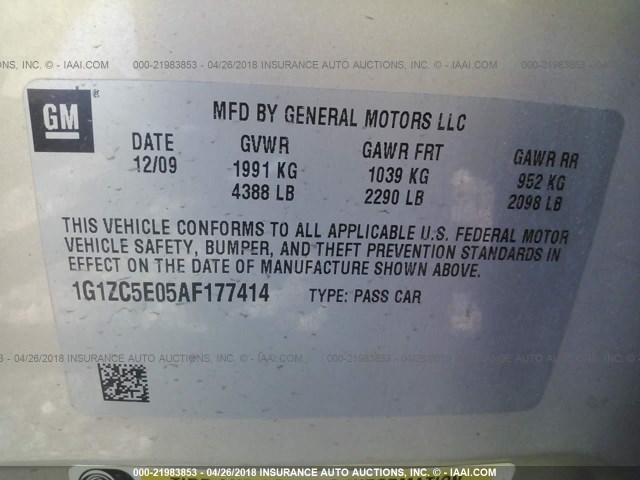 000-21983853 - 04/26/2018 INSURANCE AUTO AUCTIONS, INC. - © - IAAI.COM
GM
MFD BY GENERAL MOTORS LLC
DATE GVWR GAWR FRT GAWR RR
12/09 1991 KG 1039 KG 952 KG
4388 LB 2290 LB 2098 LB
THIS VEHICLE CONFORMS TO ALL APPLICABLE U.S. FEDERAL MOTOR
VEHICLE SAFETY, BUMPER, AND THEFT PREVENTION STANDARDS IN
EFFECT ON THE DATE OF MANUFACTURE SHOWN ABOVE.
1G1ZC5E05AF177414 TYPE: PASS CAR
000-21983853 - 04/26/2018 INSURANCE AUTO AUCTIONS, INC. - © - IAAI.COM
000-21983853 - 04/26/2018 INSURANCE AUTO AUCTIONS, INC. - © - IAAI.COM